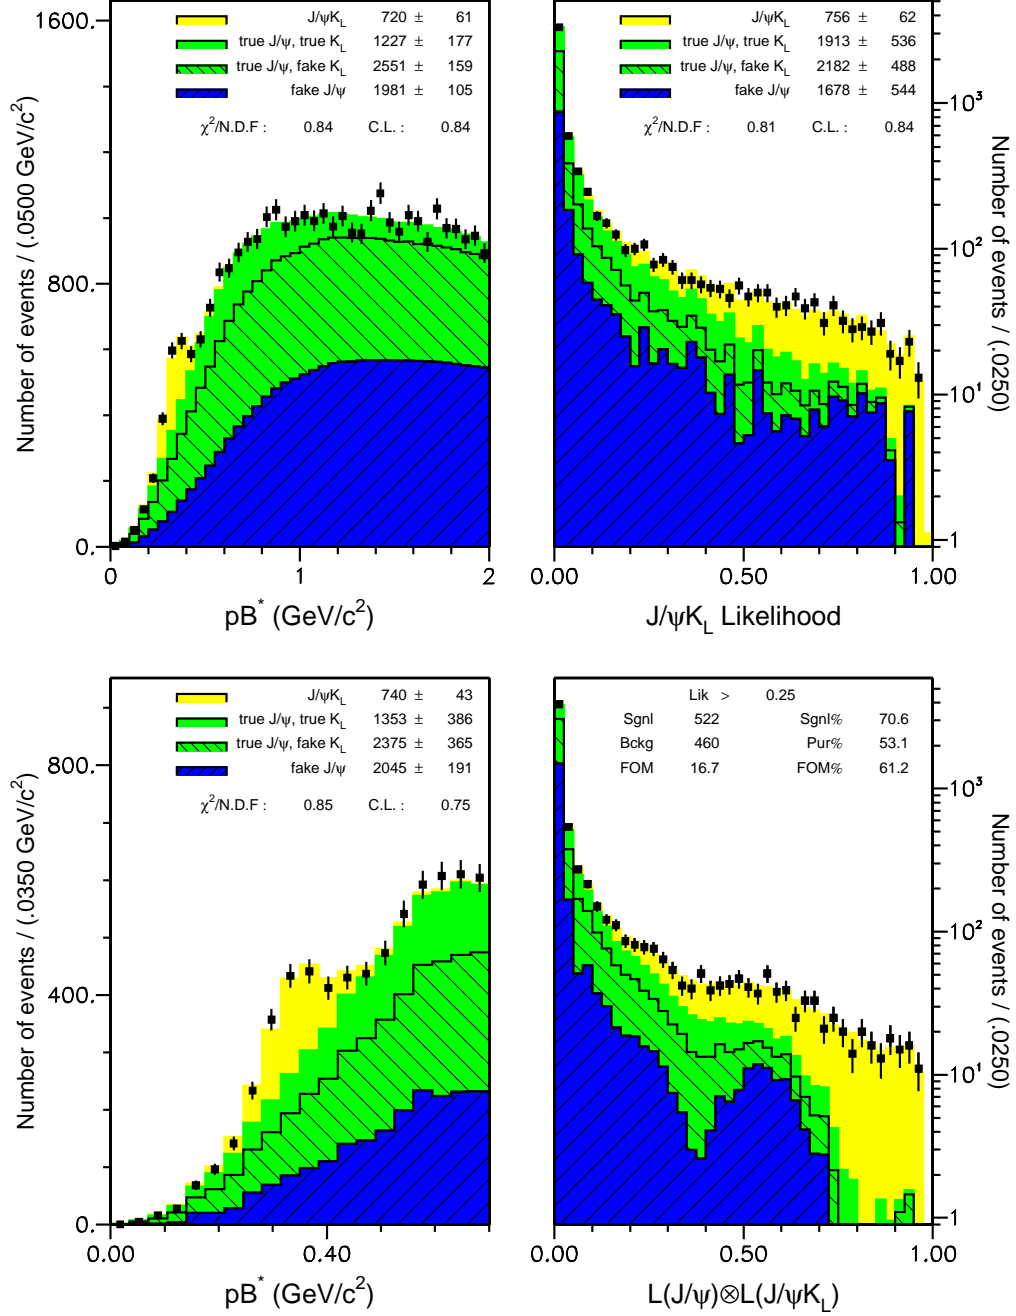 1600.
800.
0.
0
1
2
Number of events / (.0500 GeV/c²)
pB* (GeV/c²)
J/ψK_L 720 ± 61
true J/ψ, true K_L 1227 ± 177
true J/ψ, fake K_L 2551 ± 159
fake J/ψ 1981 ± 105
χ²/N.D.F : 0.84 C.L. : 0.84
J/ψK_L 756 ± 62
true J/ψ, true K_L 1913 ± 536
true J/ψ, fake K_L 2182 ± 488
fake J/ψ 1678 ± 544
χ²/N.D.F : 0.81 C.L. : 0.84
10³
10²
10¹
1
Number of events / (.0250)
0.00
0.50
1.00
J/ψK_L Likelihood
800.
400.
0.
0.00
0.40
Number of events / (.0350 GeV/c²)
pB* (GeV/c²)
J/ψK_L 740 ± 43
true J/ψ, true K_L 1353 ± 386
true J/ψ, fake K_L 2375 ± 365
fake J/ψ 2045 ± 191
χ²/N.D.F : 0.85 C.L. : 0.75
Lik > 0.25
Sgnl 522 Sgnl% 70.6
Bckg 460 Pur% 53.1
FOM 16.7 FOM% 61.2
10³
10²
10¹
1
Number of events / (.0250)
0.00
0.50
1.00
L(J/ψ)⊗L(J/ψK_L)